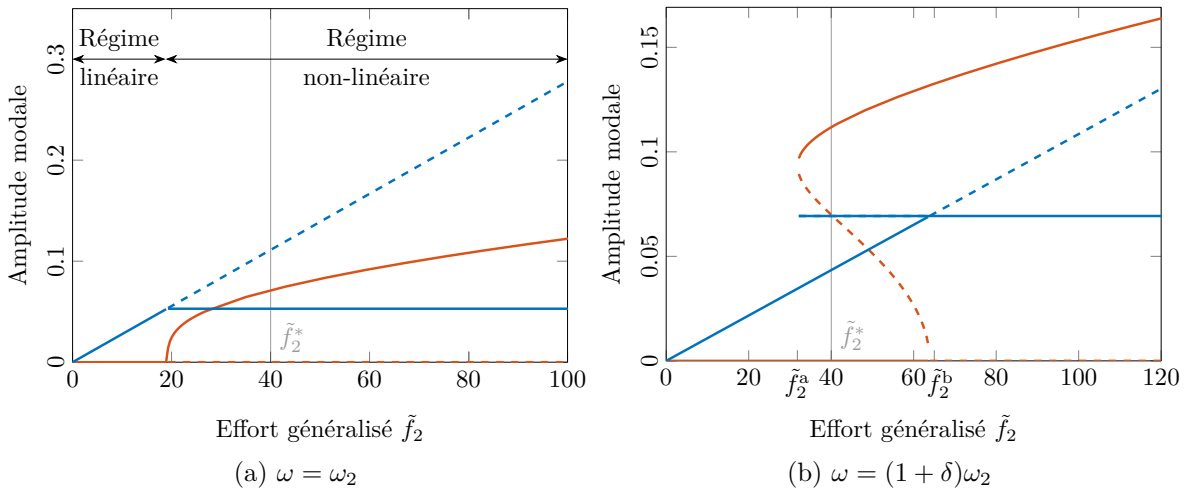 Régime
Régime
linéaire
non-linéaire
Amplitude modale
0
0.1
0.2
0.3
0
20
40
60
80
100
f̃₂*
Effort généralisé f̃₂
(a) ω = ω₂
Amplitude modale
0
0.05
0.1
0.15
0
20
40
60
80
100
120
f̃₂*
f̃₂ᵃ
f̃₂ᵇ
Effort généralisé f̃₂
(b) ω = (1 + δ)ω₂